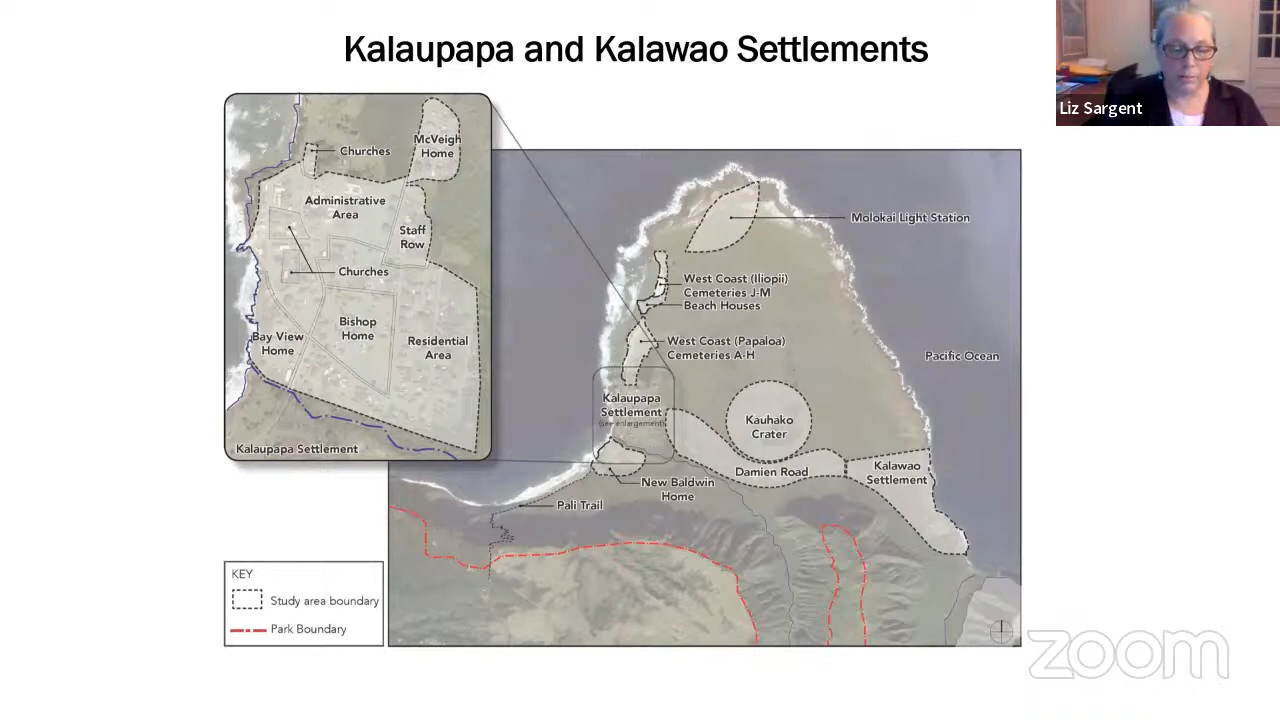 Kalaupapa and Kalawao Settlements
Liz Sargent
Churches
McVeigh
Home
Administrative
Area
Staff
Row
Churches
Bay View
Home
Bishop
Home
Residential
Area
Kalaupapa Settlement
Molokai Light Station
West Coast (Iliopii)
Cemeteries J-M
Beach Houses
West Coast (Papaloa)
Cemeteries A-H
Pacific Ocean
Kalaupapa
Settlement
(see enlargement)
Kauhako
Crater
Damien Road
Kalawao
Settlement
New Baldwin
Home
Pali Trail
KEY
Study area boundary
Park Boundary
zoom